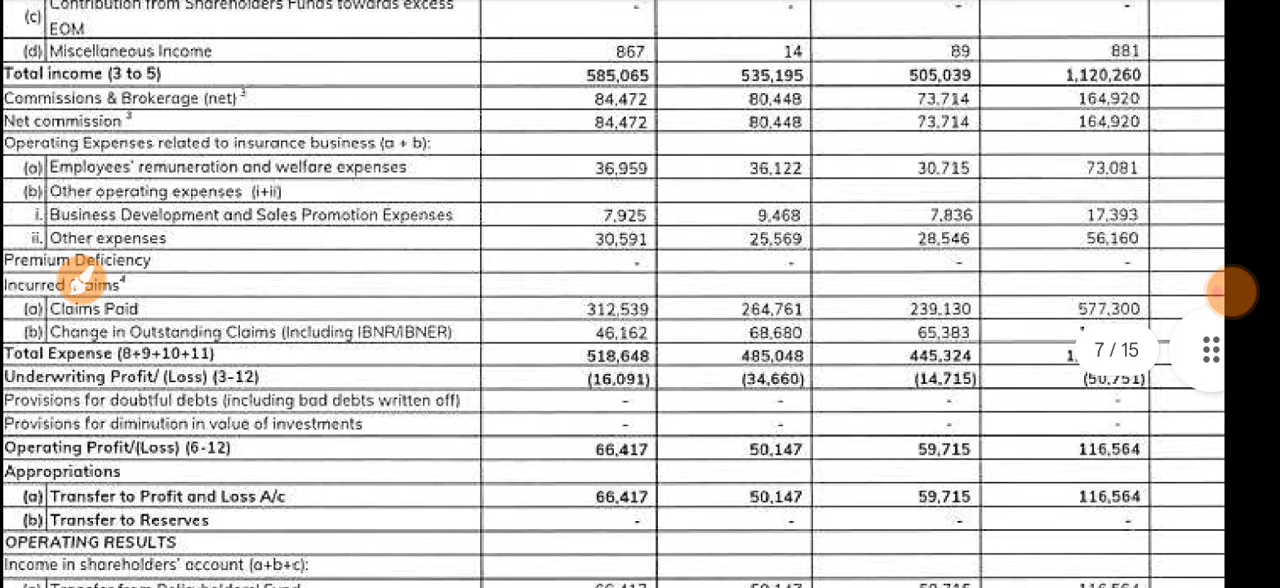 (c) Contribution from Shareholders Funds towards excess EOM - - - -
(d) Miscellaneous Income 867 14 89 881
Total income (3 to 5) 585,065 535,195 505,039 1,120,260
Commissions & Brokerage (net) 3 84,472 80,448 73,714 164,920
Net commission 3 84,472 80,448 73,714 164,920
Operating Expenses related to insurance business (a + b):
(a) Employees' remuneration and welfare expenses 36,959 36,122 30,715 73,081
(b) Other operating expenses (i+ii)
i. Business Development and Sales Promotion Expenses 7,925 9,468 7,836 17,393
ii. Other expenses 30,591 25,569 28,546 56,160
Premium Deficiency - - - -
Incurred
(a) Claims Paid 312,539 264,761 239,130 577,300
(b) Change in Outstanding Claims (Including IBNR/IBNER) 46,162 68,680 65,383
Total Expense (8+9+10+11) 518,648 485,048 445,324
7 / 15
Underwriting Profit/ (Loss) (3-12) (16,091) (34,660) (14,715) (50,751)
Provisions for doubtful debts (including bad debts written off) - - - -
Provisions for diminution in value of investments - - - -
Operating Profit/(Loss) (6-12) 66,417 50,147 59,715 116,564
Appropriations
(a) Transfer to Profit and Loss A/c 66,417 50,147 59,715 116,564
(b) Transfer to Reserves - - - -
OPERATING RESULTS
Income in shareholders' account (a+b+c):